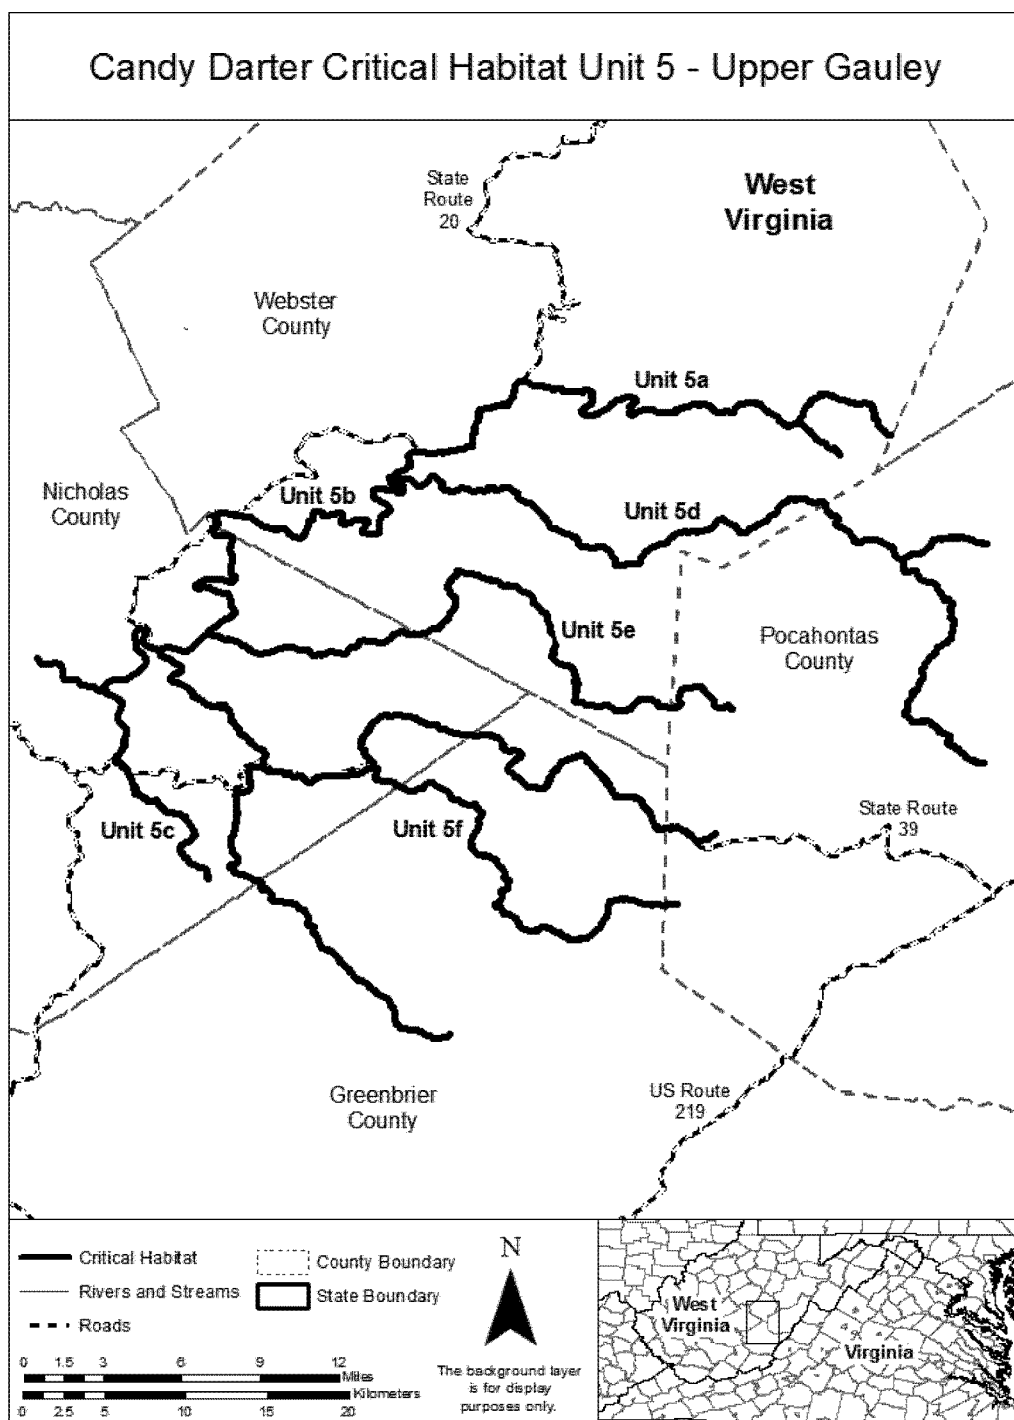 Candy Darter Critical Habitat Unit 5 - Upper Gauley
State
Route
20
West
Virginia
Webster
County
Unit 5a
Nicholas
County
Unit 5b
Unit 5d
Unit 5e
Pocahontas
County
State Route
39
Unit 5c
Unit 5f
Greenbrier
County
US Route
219
Critical Habitat
Rivers and Streams
Roads
County Boundary
State Boundary
N
The background layer
is for display
purposes only.
0 1.5 3 6 9 12
Miles
Kilometers
0 2.5 5 10 15 20
West
Virginia
Virginia